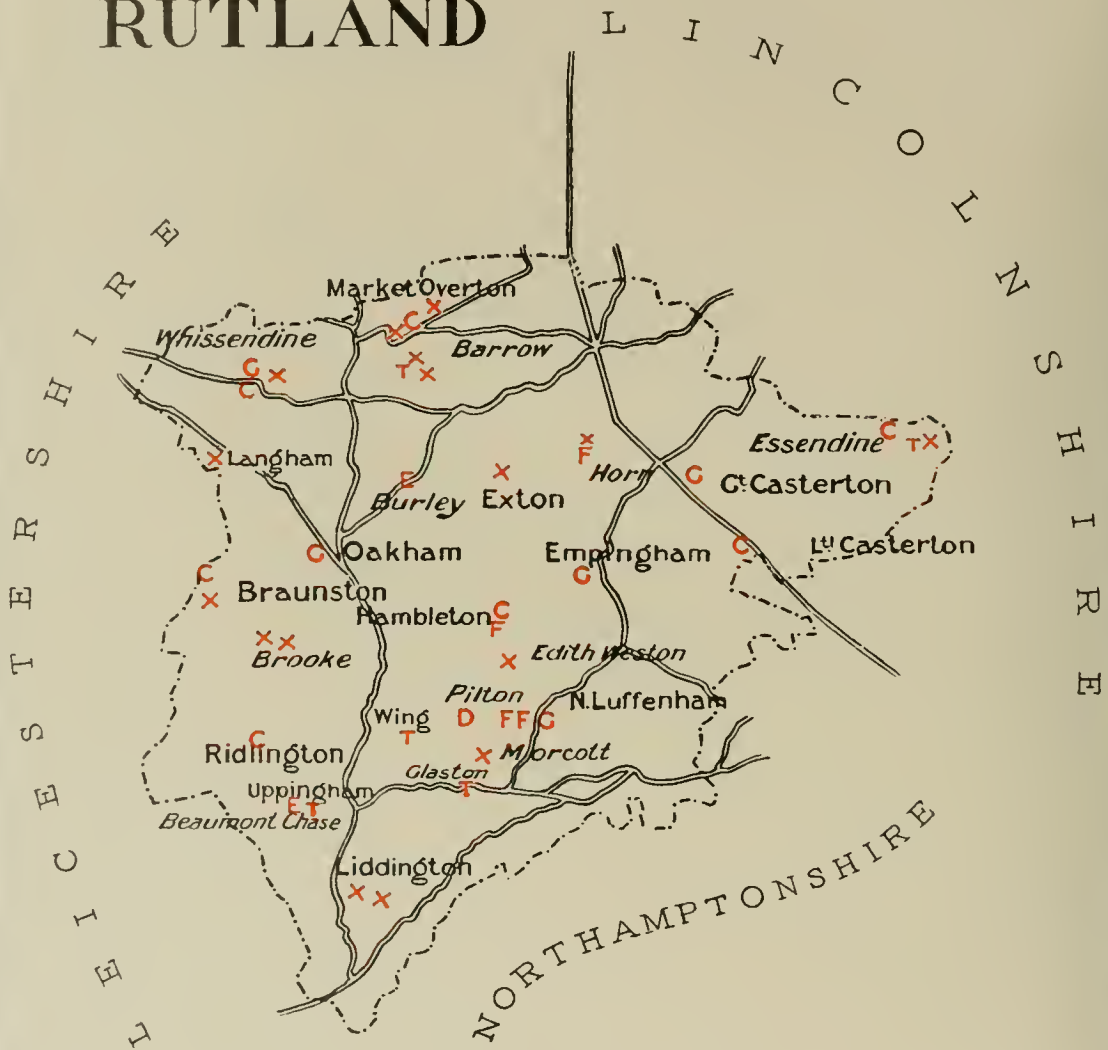 RUTLAND
LINCOLNSHIRE
LEICESTERSHIRE
Market Overton
X
C
X
Whissendine
Barrow
X
G
X
T
X
C
Essendine
C
T X
X
F
X Langham
Horn
G
X
E
Burley
Exton
Gt. Casterton
G
Oakham
Empingham
C
Ltl Casterton
C
G
X
Braunston
C
Hambleton
F
X X
Brooke
X
Edith Weston
Pilton
N. Luffenham
Wing
D
F F G
T
C
Ridlington
X
Morcott
Glaston
T
Uppingham
E T
Beaumont Chase
Liddington
X X
NORTHAMPTONSHIRE